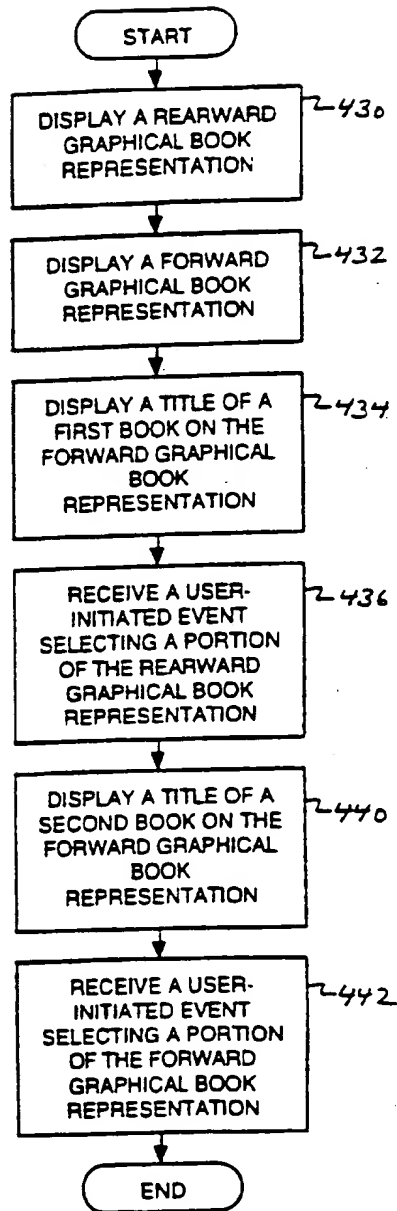 START
DISPLAY A REARWARD
GRAPHICAL BOOK
REPRESENTATION
430
DISPLAY A FORWARD
GRAPHICAL BOOK
REPRESENTATION
432
DISPLAY A TITLE OF A
FIRST BOOK ON THE
FORWARD GRAPHICAL
BOOK
REPRESENTATION
434
RECEIVE A USER-
INITIATED EVENT
SELECTING A PORTION
OF THE REARWARD
GRAPHICAL BOOK
REPRESENTATION
436
DISPLAY A TITLE OF A
SECOND BOOK ON THE
FORWARD GRAPHICAL
BOOK
REPRESENTATION
440
RECEIVE A USER-
INITIATED EVENT
SELECTING A PORTION
OF THE FORWARD
GRAPHICAL BOOK
REPRESENTATION
442
END